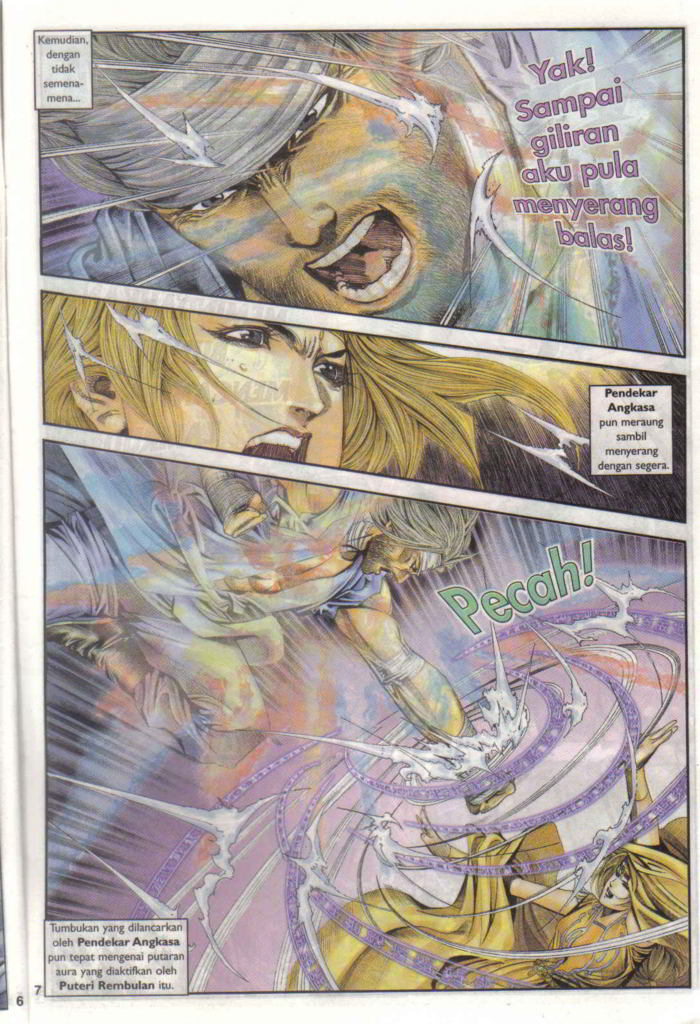 Kemudian,
dengan
tidak
semena-
mena...
Yak!
Sampai
giliran
aku pula
menyerang
balas!
Pendekar
Angkasa
pun meraung
sambil
menyerang
dengan segera.
Pecah!
Tumbukan yang dilancarkan
oleh Pendekar Angkasa
pun tepat mengenai putaran
aura yang diaktifkan oleh
Puteri Rembulan itu.
6
7